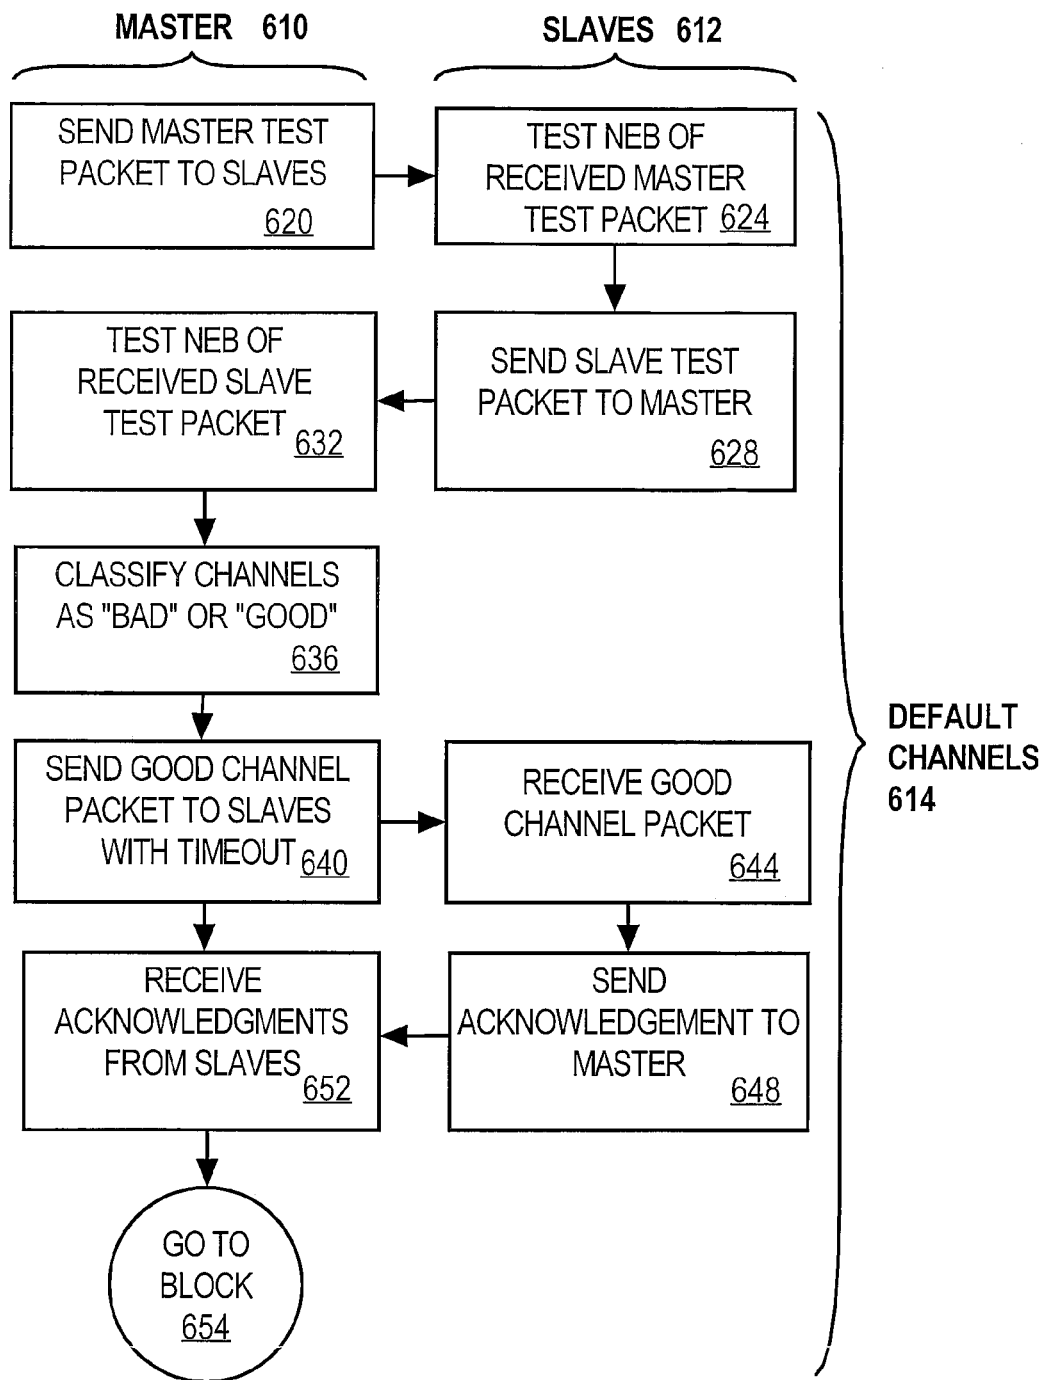 MASTER 610
SLAVES 612
SEND MASTER TEST
PACKET TO SLAVES
620
TEST NEB OF
RECEIVED MASTER
TEST PACKET 624
TEST NEB OF
RECEIVED SLAVE
TEST PACKET 632
SEND SLAVE TEST
PACKET TO MASTER
628
CLASSIFY CHANNELS
AS "BAD" OR "GOOD"
636
DEFAULT
CHANNELS
614
SEND GOOD CHANNEL
PACKET TO SLAVES
WITH TIMEOUT 640
RECEIVE GOOD
CHANNEL PACKET
644
RECEIVE
ACKNOWLEDGMENTS
FROM SLAVES 652
SEND
ACKNOWLEDGEMENT TO
MASTER
648
GO TO
BLOCK
654